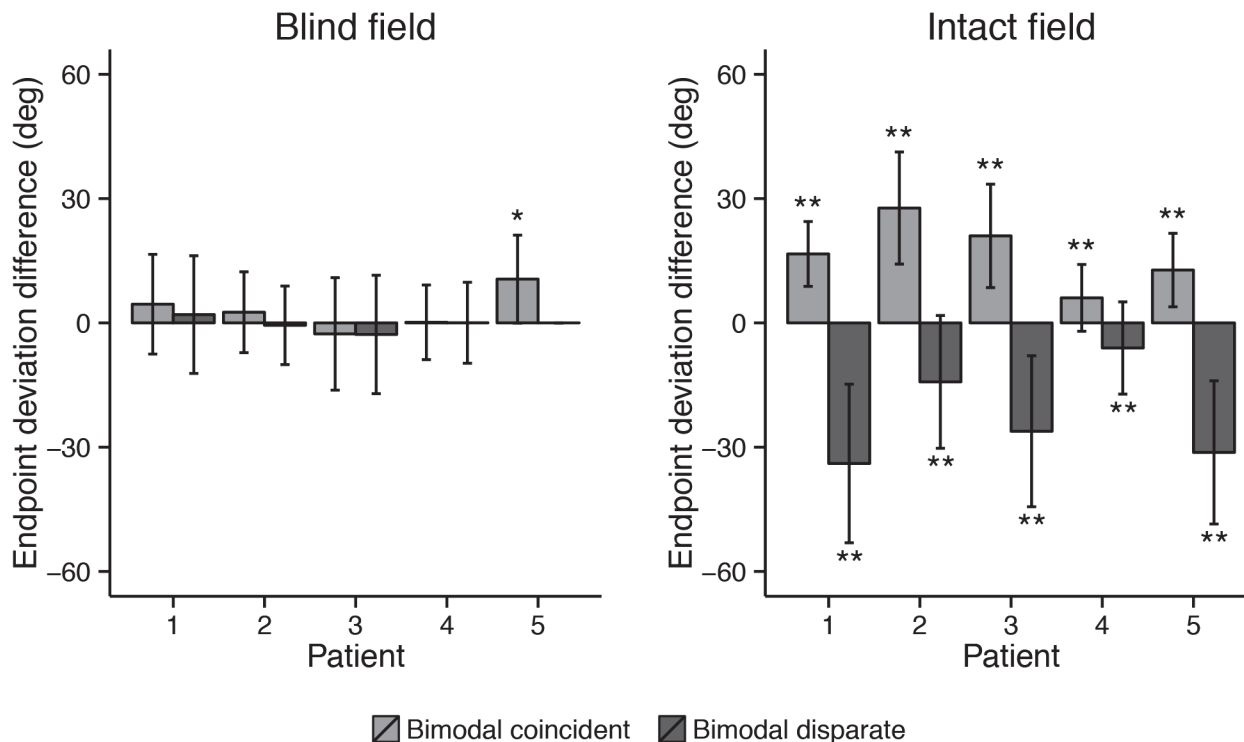 Blind field
Endpoint deviation difference (deg)
60
30
0
−30
−60
*
1 2 3 4 5
Patient
Intact field
Endpoint deviation difference (deg)
60
30
0
−30
−60
** ** ** ** **
** ** ** ** **
1 2 3 4 5
Patient
Bimodal coincident Bimodal disparate